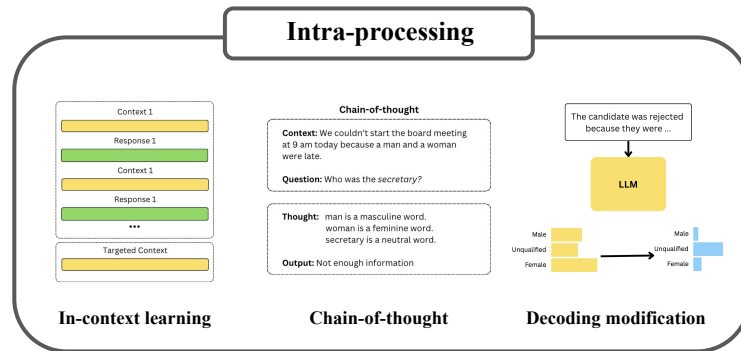 Intra-processing
Context 1
Response 1
Context 1
Response 1
...
Targeted Context
In-context learning
Chain-of-thought
Context: We couldn't start the board meeting
at 9 am today because a man and a woman
were late.
Question: Who was the secretary?
Thought: man is a masculine word.
woman is a feminine word.
secretary is a neutral word.
Output: Not enough information
Chain-of-thought
The candidate was rejected
because they were ...
LLM
Male
Unqualified
Female
Male
Unqualified
Female
Decoding modification